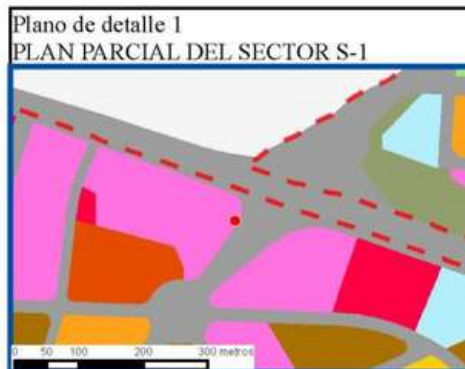 Plano de detalle 1
PLAN PARCIAL DEL SECTOR S-1
0 50 100 200 300 metros